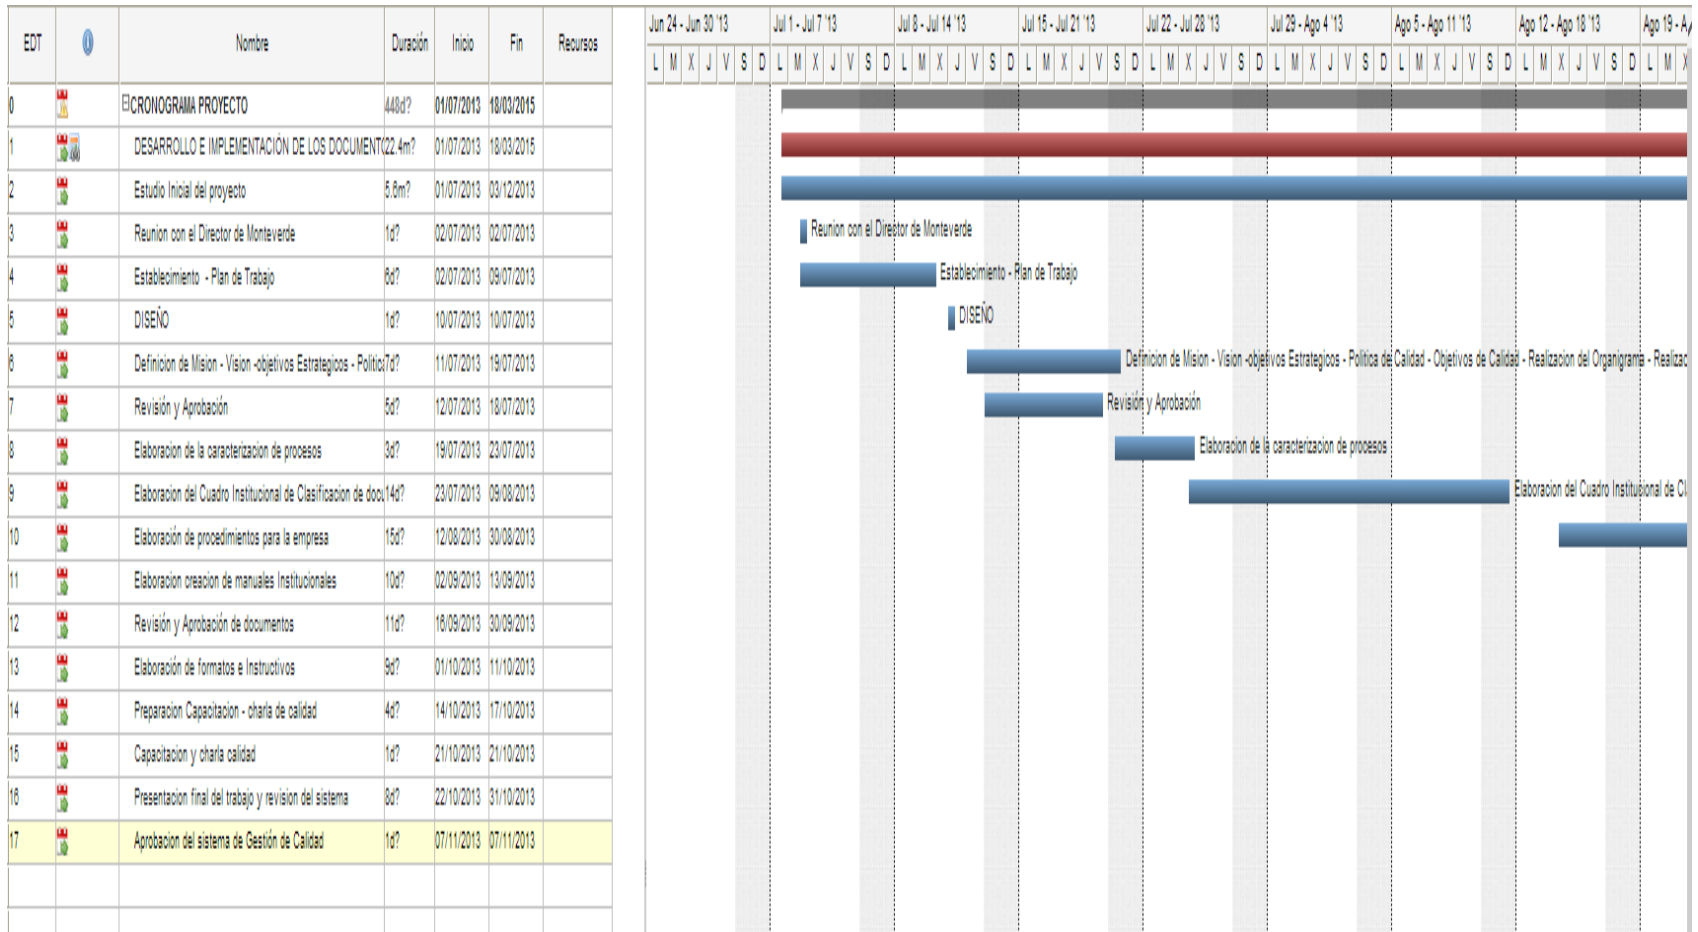 Jun 24 - Jun 30 '13 Jul 1 - Jul 7 '13 Jul 8 - Jul 14 '13 Jul 15 - Jul 21 '13 Jul 22 - Jul 28 '13 Jul 29 - Ago 4 '13 Ago 5 - Ago 11 '13 Ago 12 - Ago 18 '13 Ago 19 - A
EDT Nombre Duración Inicio Fin Recursos
L M X J V S D L M X J V S D L M X J V S D L M X J V S D L M X J V S D L M X J V S D L M X J V S D L M X J V S D L M X
0 CRONOGRAMA PROYECTO 448d? 01/07/2013 18/03/2015
1 DESARROLLO E IMPLEMENTACIÓN DE LOS DOCUMENT 22.4m? 01/07/2013 18/03/2015
2 Estudio Inicial del proyecto 5.6m? 01/07/2013 03/12/2013
3 Reunion con el Director de Monteverde 1d? 02/07/2013 02/07/2013 Reunion con el Director de Monteverde
4 Establecimiento - Plan de Trabajo 6d? 02/07/2013 09/07/2013 Establecimiento - Plan de Trabajo
5 DISEÑO 1d? 10/07/2013 10/07/2013 DISEÑO
6 Definicion de Mision - Vision -objetivos Estrategicos - Politic 7d? 11/07/2013 19/07/2013 Definicion de Mision - Vision -objetivos Estrategicos - Politica de Calidad - Objetivos de Calidad - Realizacion del Organigrama - Realizac
7 Revisión y Aprobación 5d? 12/07/2013 18/07/2013 Revisión y Aprobación
8 Elaboracion de la caracterizacion de procesos 3d? 19/07/2013 23/07/2013 Elaboracion de la caracterizacion de procesos
9 Elaboracion del Cuadro Institucional de Clasificacion de docu 14d? 23/07/2013 09/08/2013 Elaboracion del Cuadro Institucional de Cl
10 Elaboración de procedimientos para la empresa 15d? 12/08/2013 30/08/2013
11 Elaboracion creacion de manuales Institucionales 10d? 02/09/2013 13/09/2013
12 Revisión y Aprobación de documentos 11d? 16/09/2013 30/09/2013
13 Elaboración de formatos e Instructivos 9d? 01/10/2013 11/10/2013
14 Preparacion Capacitacion - charla de calidad 4d? 14/10/2013 17/10/2013
15 Capacitacion y charla calidad 1d? 21/10/2013 21/10/2013
16 Presentacion final del trabajo y revision del sistema 8d? 22/10/2013 31/10/2013
17 Aprobacion del sistema de Gestión de Calidad 1d? 07/11/2013 07/11/2013